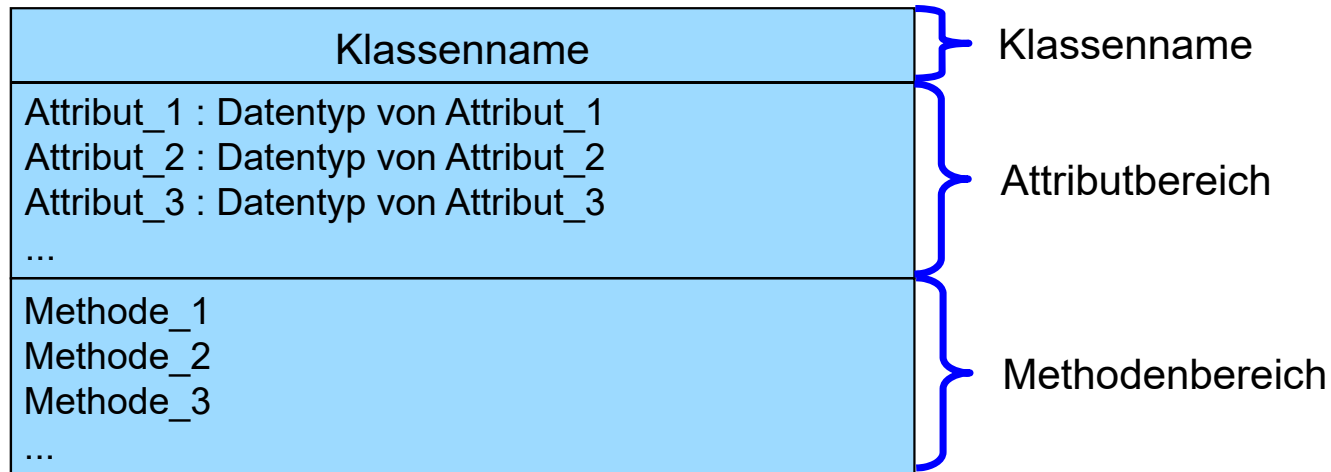 Klassenname
Klassenname
Attribut_1 : Datentyp von Attribut_1
Attribut_2 : Datentyp von Attribut_2
Attribut_3 : Datentyp von Attribut_3
...
Attributbereich
Methode_1
Methode_2
Methode_3
...
Methodenbereich